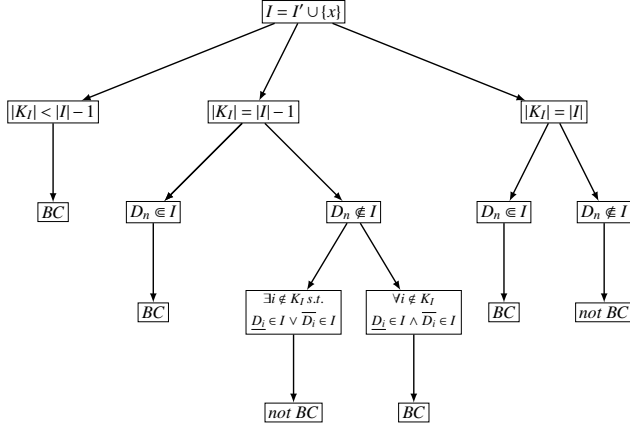 I = I′ ∪ {x}
|K_I| < |I| − 1
|K_I| = |I| − 1
|K_I| = |I|
BC
D_n ⋐ I
D_n ⋐̸ I
D_n ⋐ I
D_n ⋐̸ I
BC
∃i ∉ K_I s.t.
D̲_i̲ ∈ I ∨ D̅_i̅ ∈ I
∀i ∉ K_I
D̲_i̲ ∈ I ∧ D̅_i̅ ∈ I
BC
not BC
not BC
BC